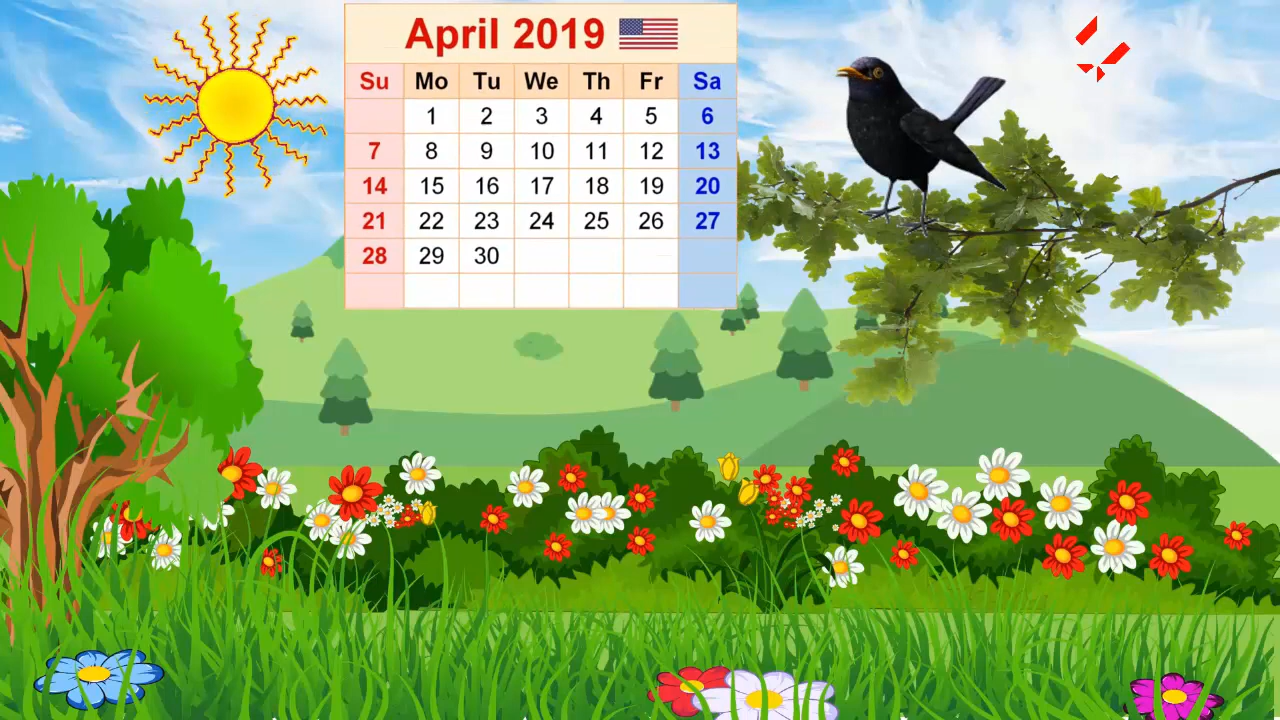 April 2019
Su Mo Tu We Th Fr Sa
1 2 3 4 5 6
7 8 9 10 11 12 13
14 15 16 17 18 19 20
21 22 23 24 25 26 27
28 29 30